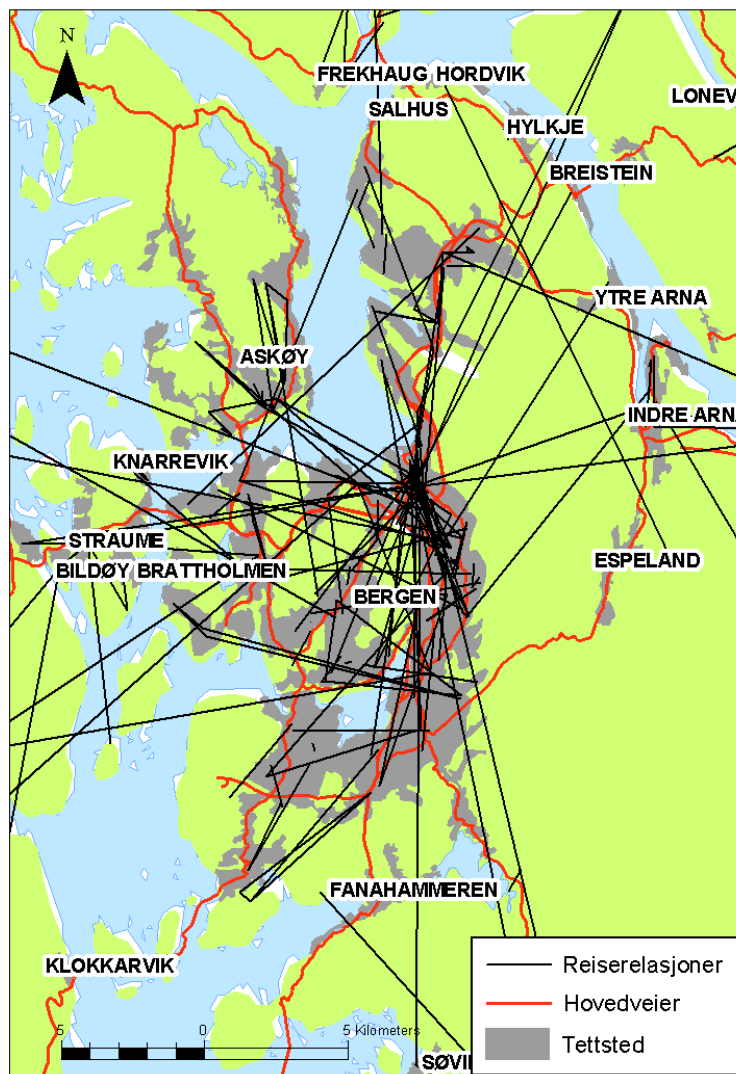 N
FREKHAUG HORDVIK
SALHUS
LONEV
HYLKJE
BREISTEIN
YTRE ARNA
ASKØY
INDRE ARNA
KNARREVIK
STRAUME
ESPELAND
BILDØY BRATTHOLMEN
BERGEN
FANAHAMMEREN
KLOKKARVIK
Reiserelasjoner
Hovedveier
Tettsted
5 0 5 Kilometers
SØVI